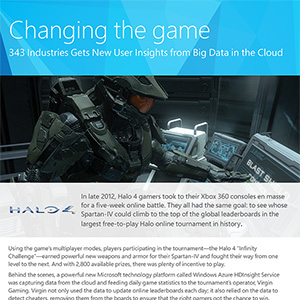 Changing the game
343 Industries Gets New User Insights from Big Data in the Cloud
BLAST SHIE
In late 2012, Halo 4 gamers took to their Xbox 360 consoles en masse
for a five-week online battle. They all had the same goal: to see whose
Spartan-IV could climb to the top of the global leaderboards in the
largest free-to-play Halo online tournament in history.
HALO 4
Using the game's multiplayer modes, players participating in the tournament—the Halo 4 "Infinity
Challenge"—earned powerful new weapons and armor for their Spartan-IV and fought their way from one
level to the next. And with 2,800 available prizes, there was plenty of incentive to play.
Behind the scenes, a powerful new Microsoft technology platform called Windows Azure HDInsight Service
was capturing data from the cloud and feeding daily game statistics to the tournament's operator, Virgin
Gaming. Virgin not only used the data to update online leaderboards each day; it also relied on the data to
detect cheaters, removing them from the boards to ensure that the right gamers got the chance to win.